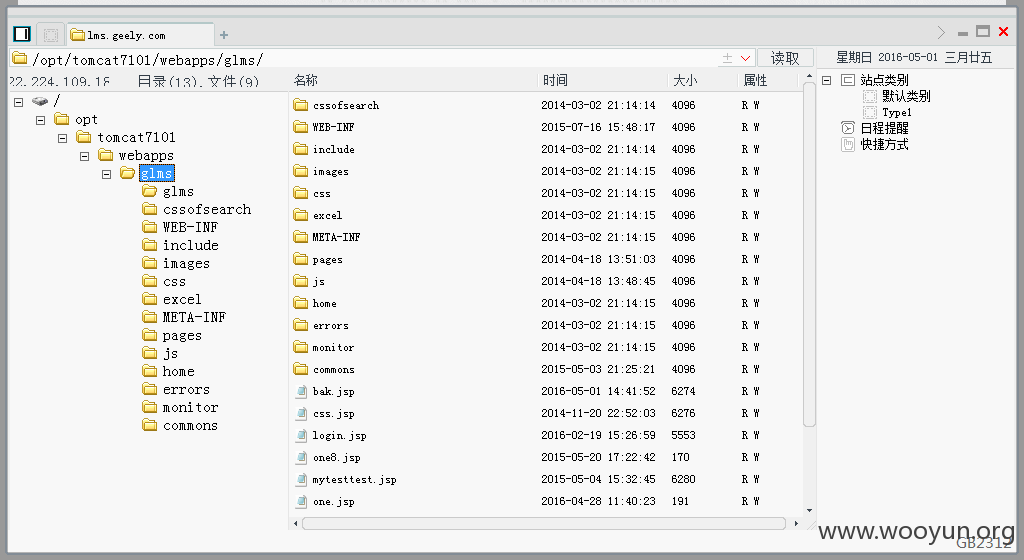 lms.geely.com
/opt/tomcat7101/webapps/glms/ 读取 星期日 2016-05-01 三月廿五
22.224.109.18 目录(13),文件(9) 名称 时间 大小 属性
/
opt
tomcat7101
webapps
glms
glms
cssofsearch
WEB-INF
include
images
css
excel
META-INF
pages
js
home
errors
monitor
commons
cssofsearch 2014-03-02 21:14:14 4096 R W
WEB-INF 2015-07-16 15:48:17 4096 R W
include 2014-03-02 21:14:15 4096 R W
images 2014-03-02 21:14:15 4096 R W
css 2014-03-02 21:14:15 4096 R W
excel 2014-03-02 21:14:15 4096 R W
META-INF 2014-03-02 21:14:15 4096 R W
pages 2014-04-18 13:51:03 4096 R W
js 2014-04-18 13:48:45 4096 R W
home 2014-03-02 21:14:15 4096 R W
errors 2014-03-02 21:14:15 4096 R W
monitor 2014-03-02 21:14:15 4096 R W
commons 2015-05-03 21:25:21 4096 R W
bak.jsp 2016-05-01 14:41:52 6274 R W
css.jsp 2014-11-20 22:52:03 6276 R W
login.jsp 2016-02-19 15:26:59 5553 R W
one8.jsp 2015-05-20 17:22:42 170 R W
mytesttest.jsp 2015-05-04 15:32:45 6280 R W
one.jsp 2016-04-28 11:40:23 191 R W
站点类别
默认类别
Type1
日程提醒
快捷方式
www.wooyun.org
GB2312